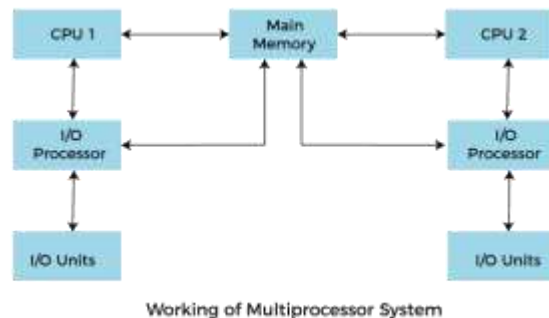 CPU 1
Main
Memory
CPU 2
I/O
Processor
I/O
Processor
I/O Units
I/O Units
Working of Multiprocessor System